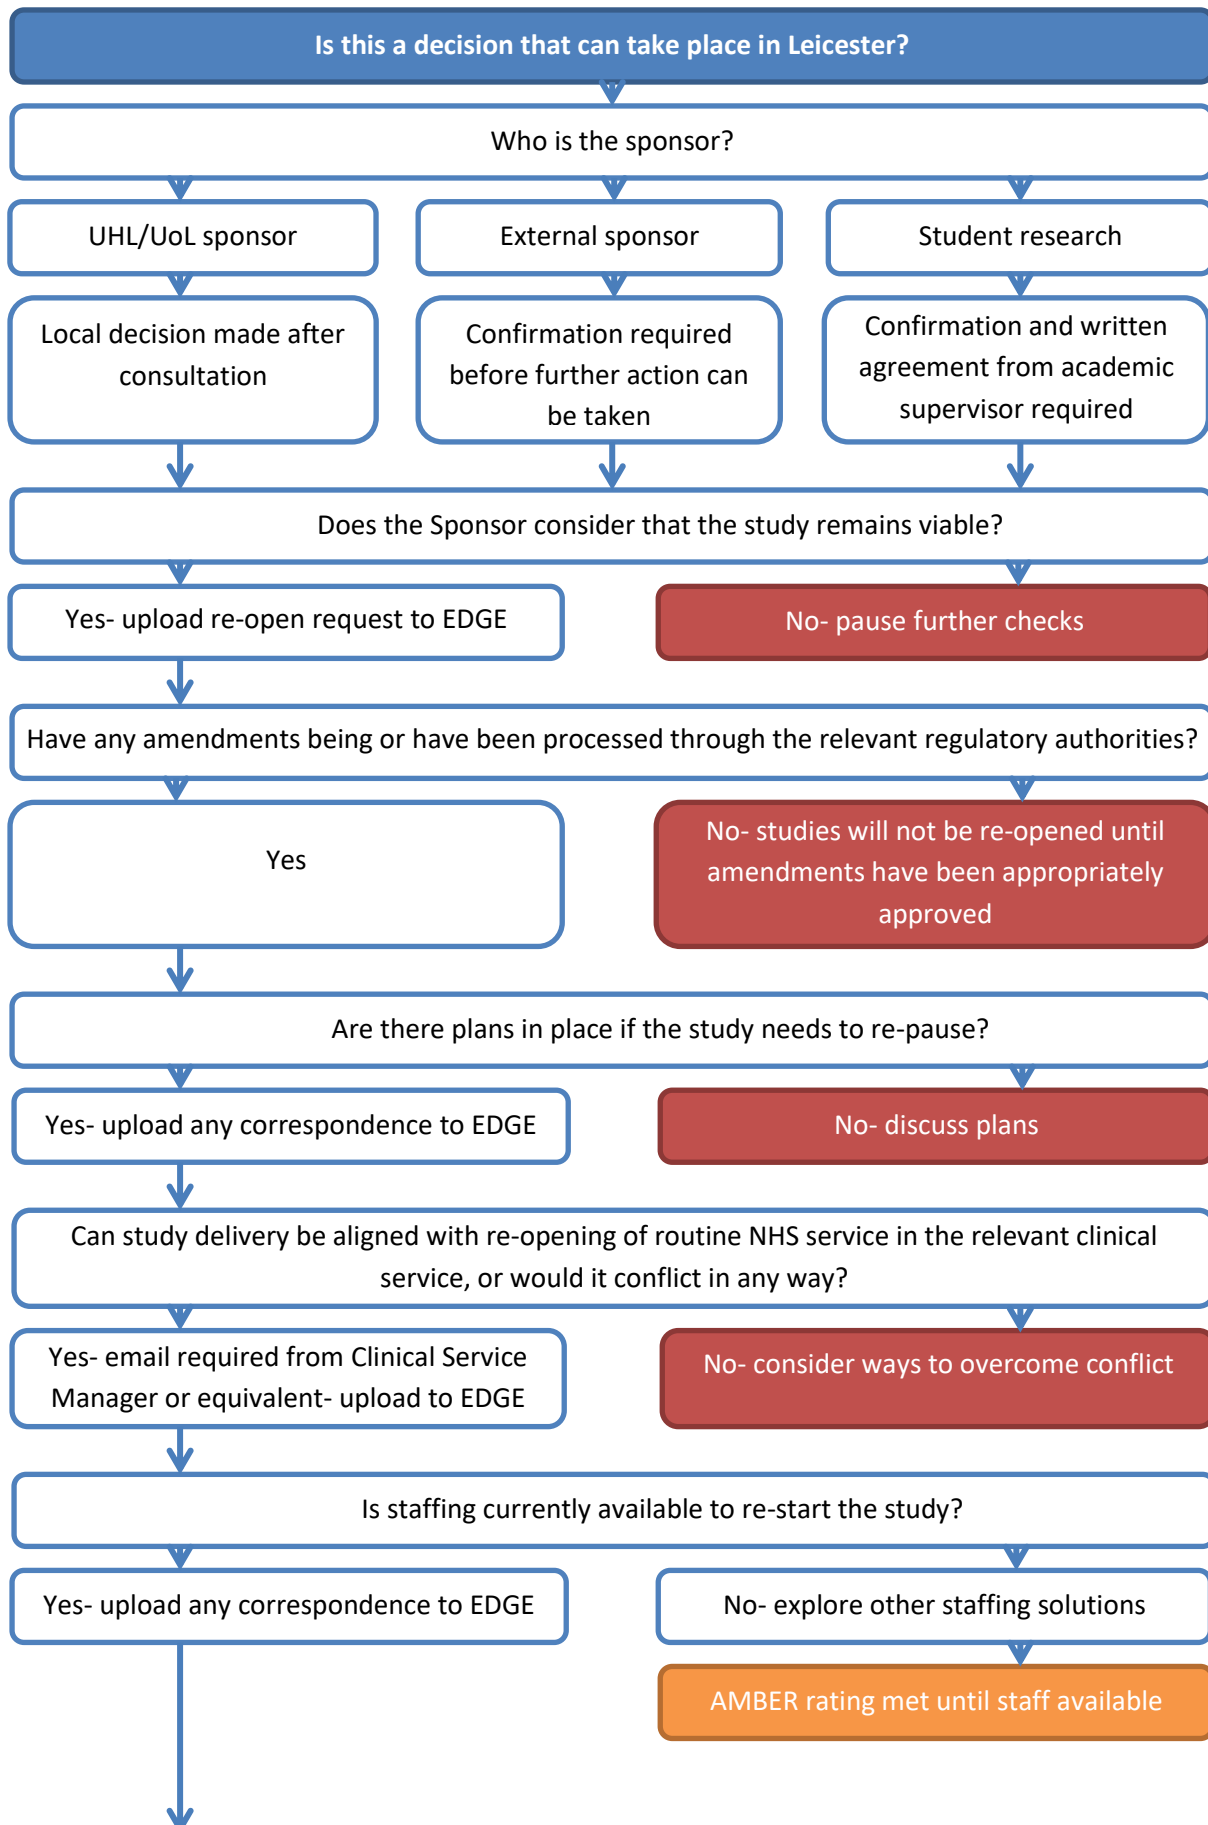 Is this a decision that can take place in Leicester?
Who is the sponsor?
UHL/UoL sponsor
External sponsor
Student research
Local decision made after
consultation
Confirmation required
before further action can
be taken
Confirmation and written
agreement from academic
supervisor required
Does the Sponsor consider that the study remains viable?
Yes- upload re-open request to EDGE
No- pause further checks
Have any amendments being or have been processed through the relevant regulatory authorities?
Yes
No- studies will not be re-opened until
amendments have been appropriately
approved
Are there plans in place if the study needs to re-pause?
Yes- upload any correspondence to EDGE
No- discuss plans
Can study delivery be aligned with re-opening of routine NHS service in the relevant clinical
service, or would it conflict in any way?
Yes- email required from Clinical Service
Manager or equivalent- upload to EDGE
No- consider ways to overcome conflict
Is staffing currently available to re-start the study?
Yes- upload any correspondence to EDGE
No- explore other staffing solutions
AMBER rating met until staff available